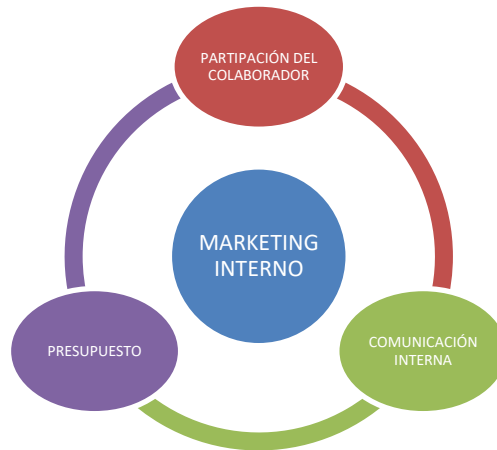 PARTIPACIÓN DEL
COLABORADOR
MARKETING
INTERNO
PRESUPUESTO
COMUNICACIÓN
INTERNA